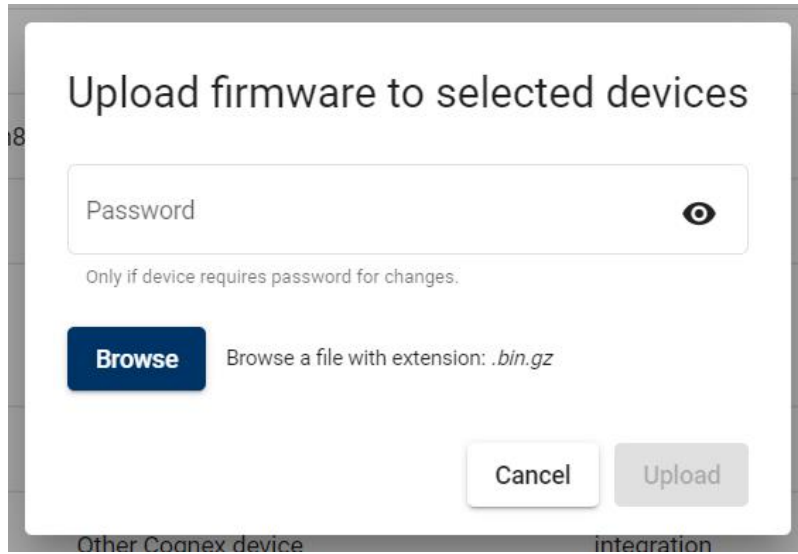 Upload firmware to selected devices
Password
Only if device requires password for changes.
Browse
Browse a file with extension: .bin.gz
Cancel
Upload
Other Cognex device
integration